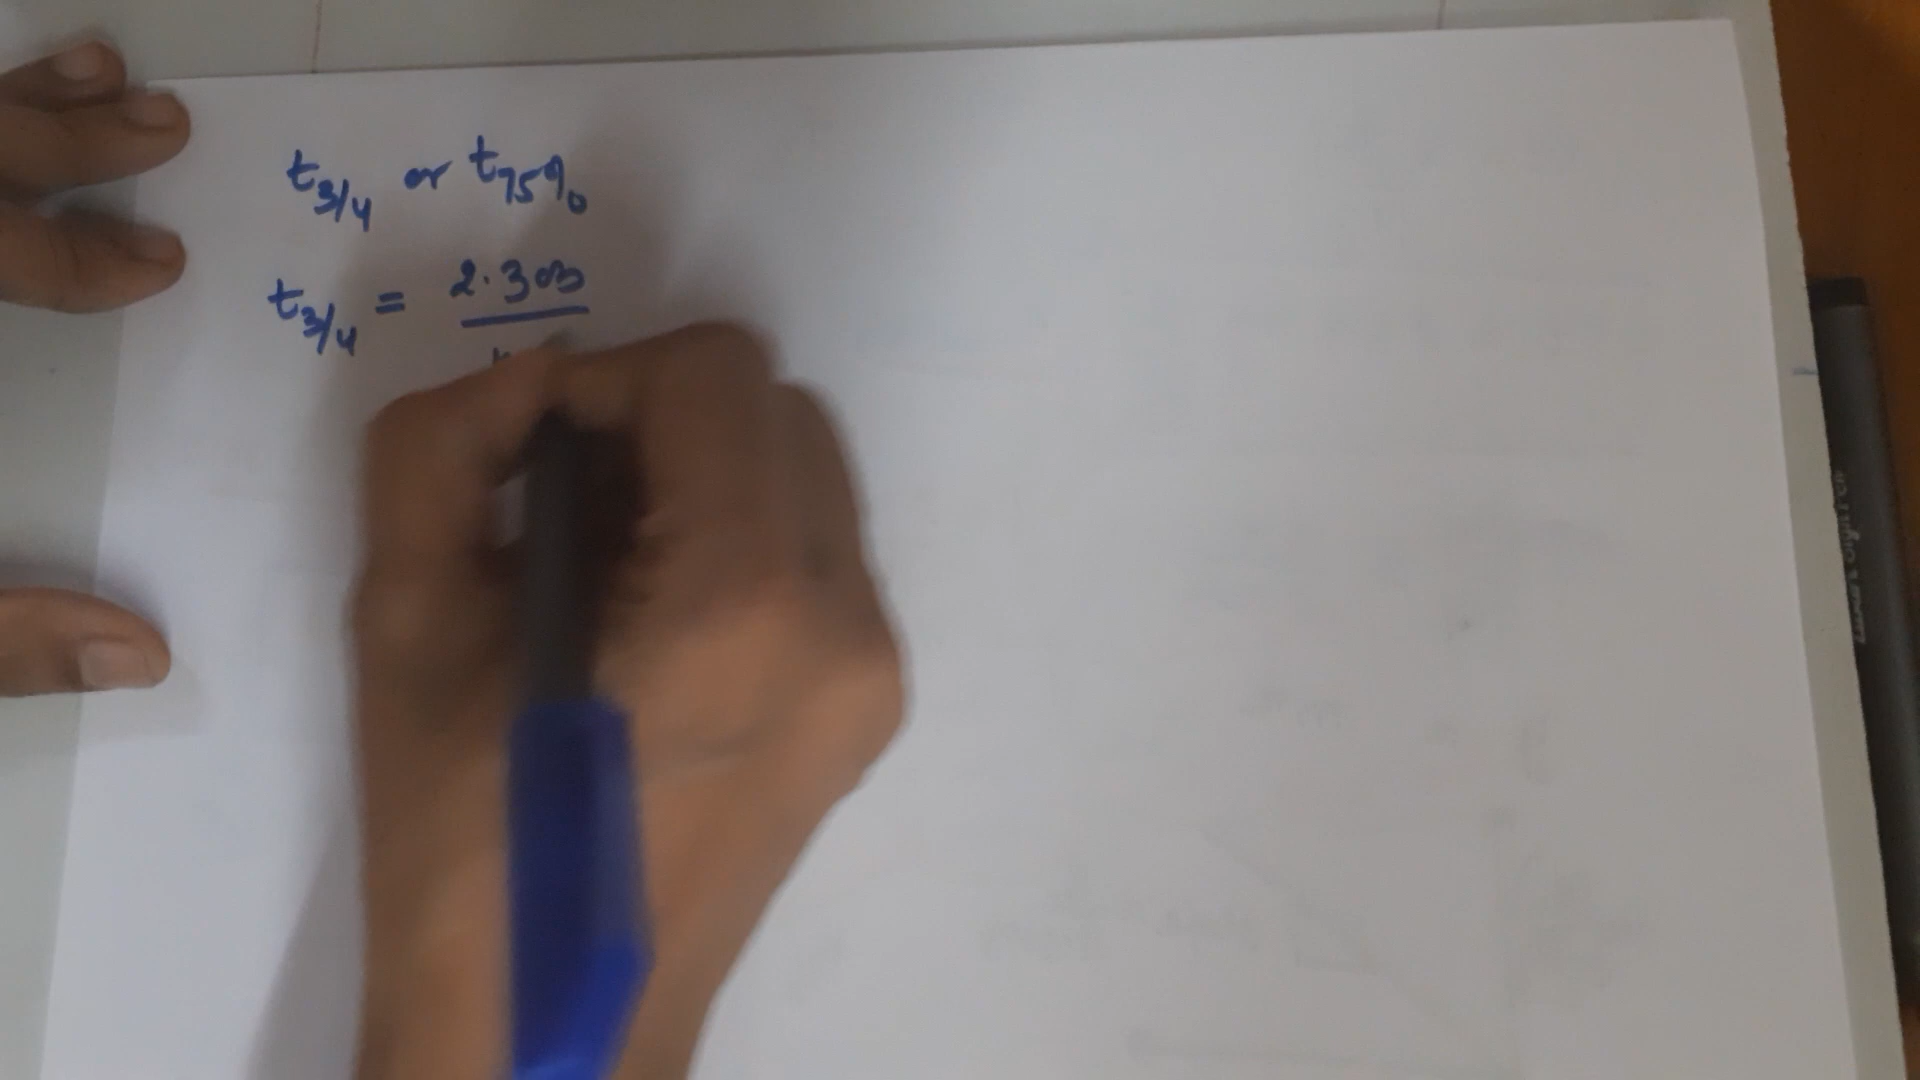 t3/4 or t75%
t3/4 = 2.303